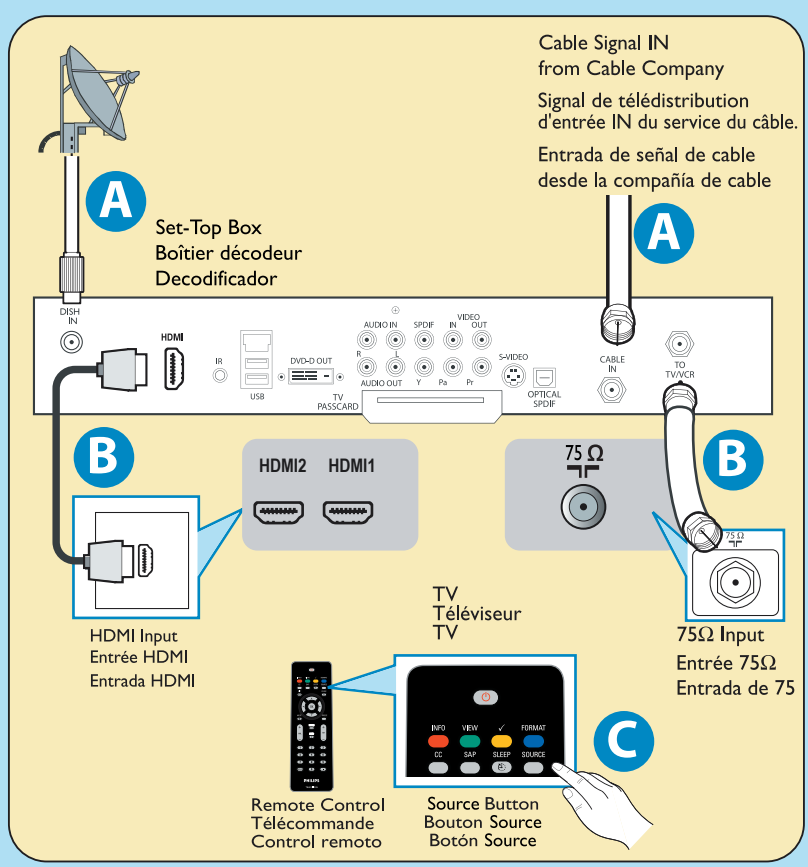 Cable Signal IN
from Cable Company
Signal de télédistribution
d'entrée IN du service du câble.
Entrada de señal de cable
desde la compañía de cable
A
A
Set-Top Box
Boîtier décodeur
Decodificador
DISH
IN
HDMI
IR
USB
DVD-D OUT
TV
PASSCARD
AUDIO IN
SPDIF
VIDEO
IN
OUT
R
L
AUDIO OUT
Y
Pa
Pr
S-VIDEO
OPTICAL
SPDIF
CABLE
IN
TO
TV/VCR
B
B
HDMI2
HDMI1
75 Ω
75 Ω
HDMI Input
Entrée HDMI
Entrada HDMI
TV
Téléviseur
TV
75Ω Input
Entrée 75Ω
Entrada de 75
INFO
VIEW
✓
FORMAT
CC
SAP
SLEEP
SOURCE
C
PHILIPS
Remote Control
Télécommande
Control remoto
Source Button
Bouton Source
Botón Source